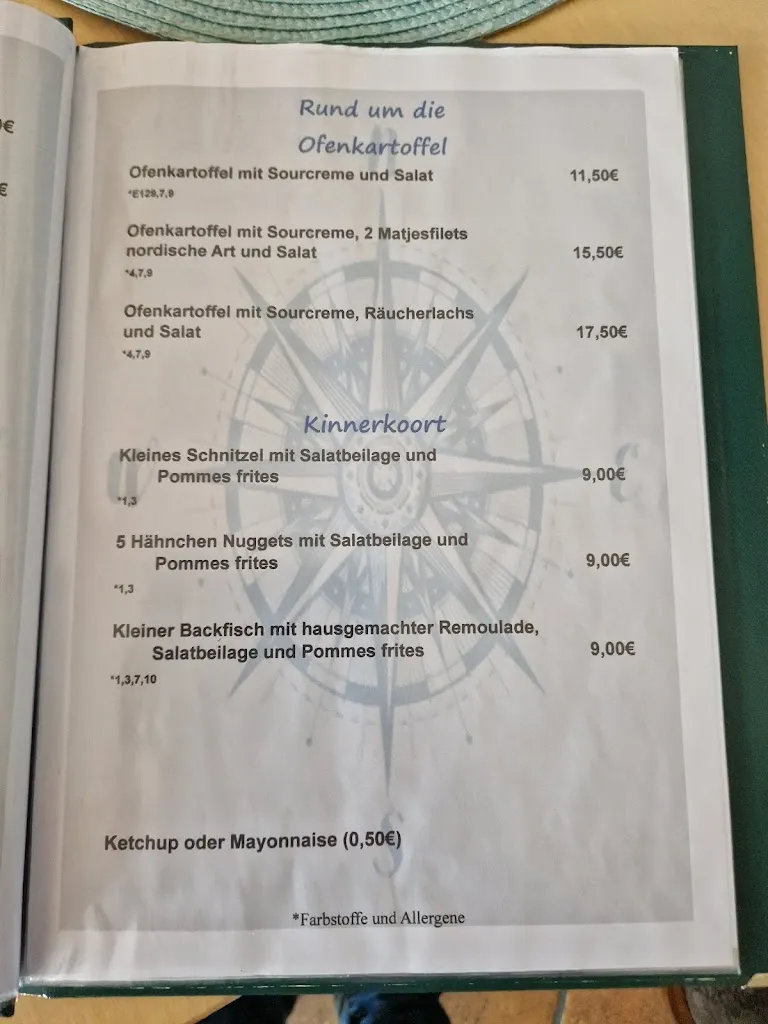 €
€
Rund um die
Ofenkartoffel
Ofenkartoffel mit Sourcreme und Salat 11,50€
*E129,7,9
Ofenkartoffel mit Sourcreme, 2 Matjesfilets
nordische Art und Salat 15,50€
*4,7,9
Ofenkartoffel mit Sourcreme, Räucherlachs
und Salat 17,50€
*4,7,9
Kinnerkoort
Kleines Schnitzel mit Salatbeilage und
Pommes frites 9,00€
*1,3
5 Hähnchen Nuggets mit Salatbeilage und
Pommes frites 9,00€
*1,3
Kleiner Backfisch mit hausgemachter Remoulade,
Salatbeilage und Pommes frites 9,00€
*1,3,7,10
Ketchup oder Mayonnaise (0,50€)
S
*Farbstoffe und Allergene